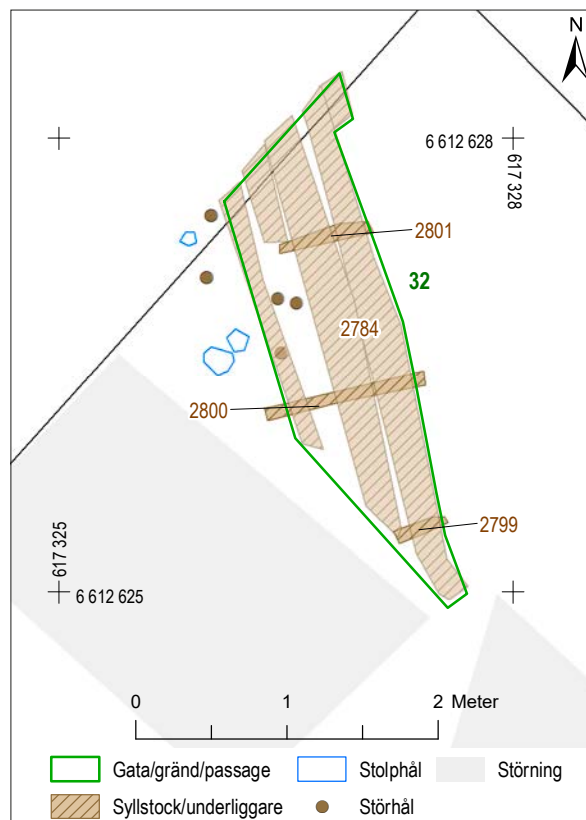 N
6 612 628
617 328
2801
32
2784
2800
2799
617 325
6 612 625
0 1 2 Meter
Gata/gränd/passage Stolphål Störning
Syllstock/underliggare Störhål